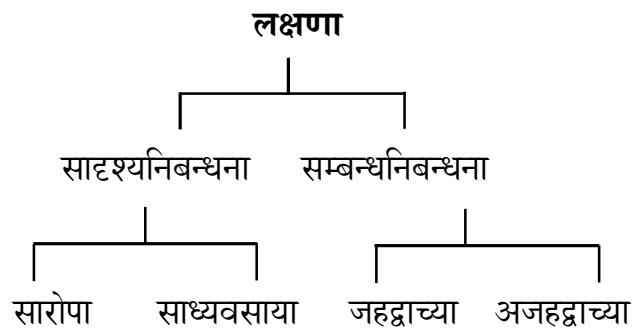 लक्षणा
सादृश्यनिबन्धना सम्बन्धनिबन्धना
सारोपा साध्यवसाया जहद्वाच्या अजहद्वाच्या